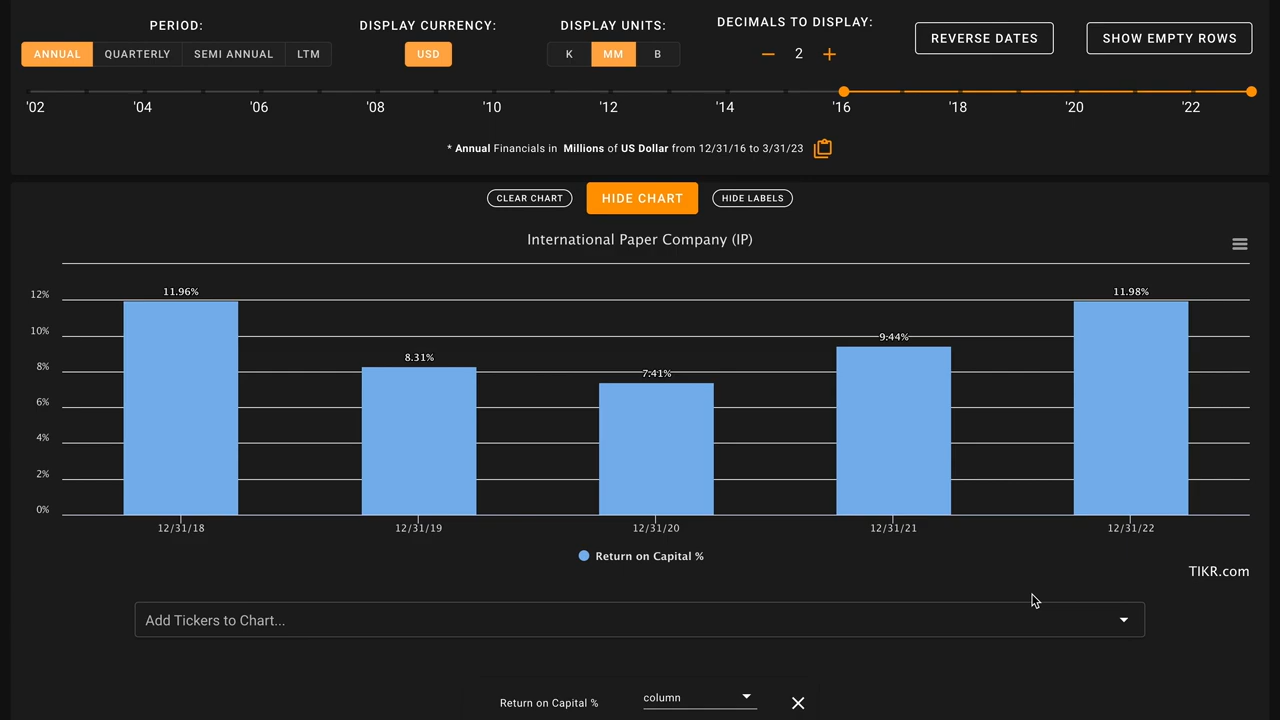 PERIOD:
DISPLAY CURRENCY:
DISPLAY UNITS:
DECIMALS TO DISPLAY:
ANNUAL QUARTERLY SEMI ANNUAL LTM
USD
K MM B
2
REVERSE DATES
SHOW EMPTY ROWS
'02 '04 '06 '08 '10 '12 '14 '16 '18 '20 '22
* Annual Financials in Millions of US Dollar from 12/31/16 to 3/31/23
CLEAR CHART
HIDE CHART
HIDE LABELS
International Paper Company (IP)
12%
10%
8%
6%
4%
2%
0%
11.96%
8.31%
7.41%
9.44%
11.98%
12/31/18 12/31/19 12/31/20 12/31/21 12/31/22
Return on Capital %
TIKR.com
Add Tickers to Chart...
Return on Capital % column